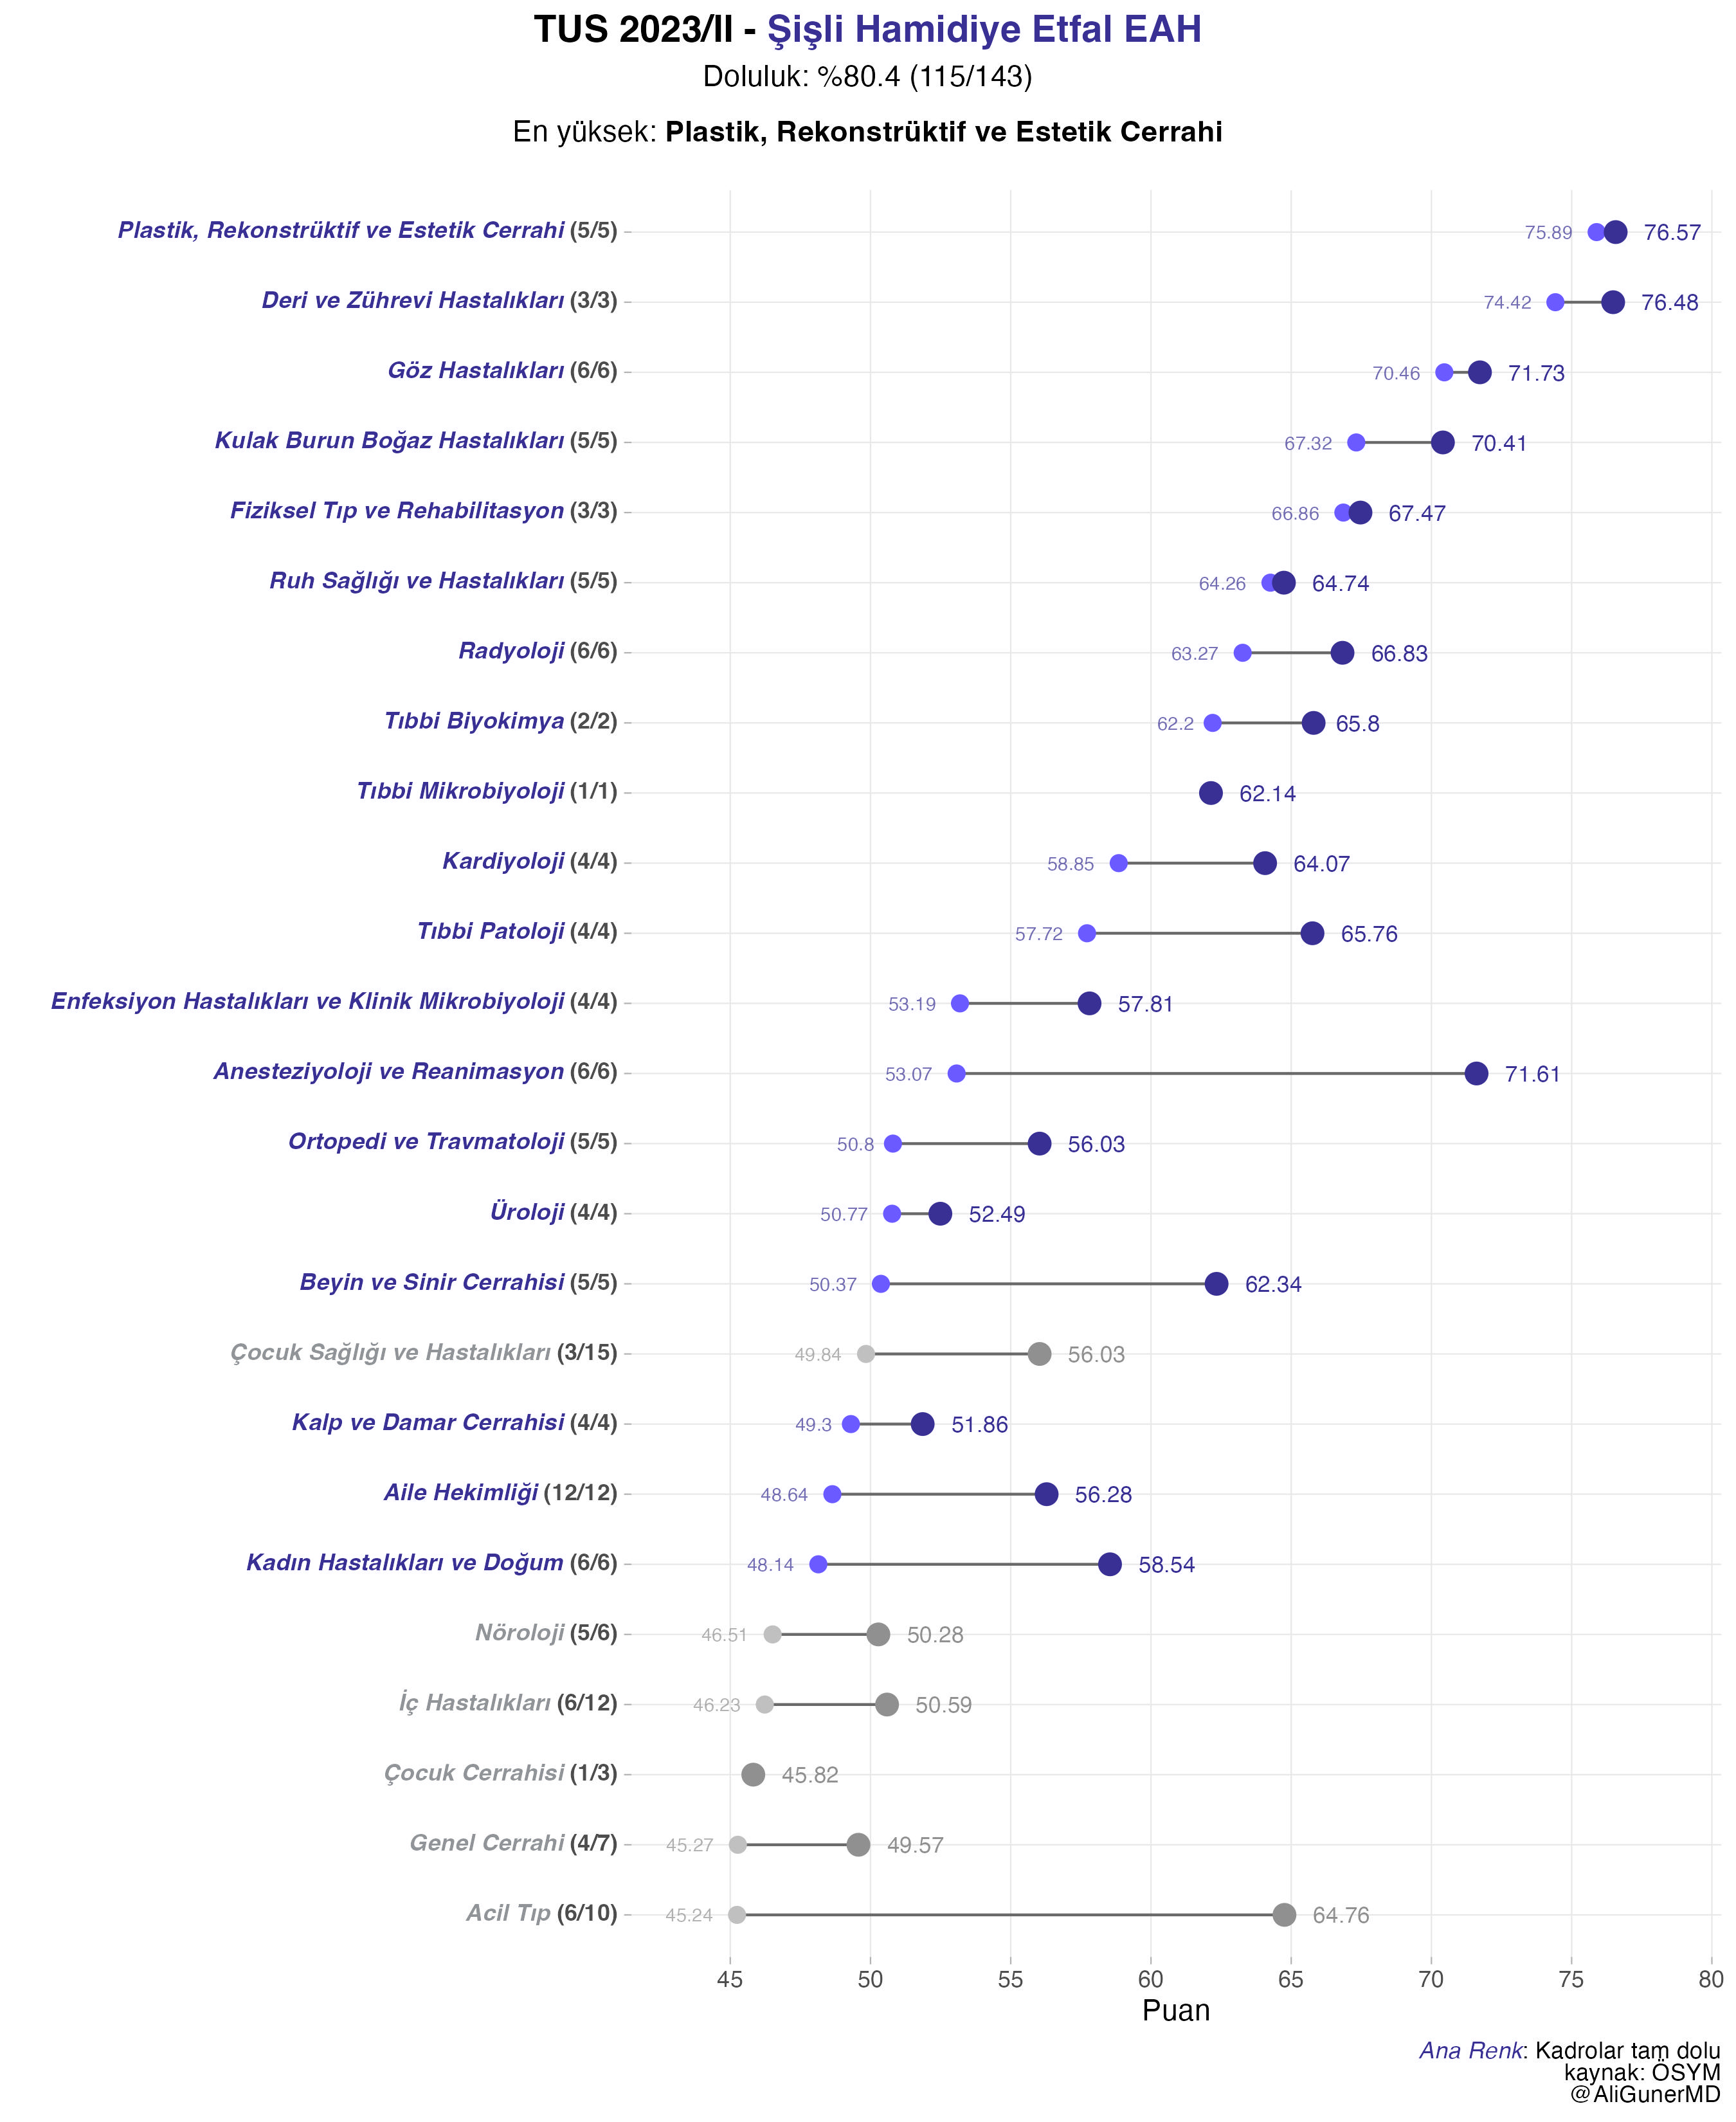 TUS 2023/II - Şişli Hamidiye Etfal EAH
Doluluk: %80.4 (115/143)
En yüksek: Plastik, Rekonstrüktif ve Estetik Cerrahi
Plastik, Rekonstrüktif ve Estetik Cerrahi (5/5) 75.89 76.57
Deri ve Zührevi Hastalıkları (3/3) 74.42 76.48
Göz Hastalıkları (6/6) 70.46 71.73
Kulak Burun Boğaz Hastalıkları (5/5) 67.32 70.41
Fiziksel Tıp ve Rehabilitasyon (3/3) 66.86 67.47
Ruh Sağlığı ve Hastalıkları (5/5) 64.26 64.74
Radyoloji (6/6) 63.27 66.83
Tıbbi Biyokimya (2/2) 62.2 65.8
Tıbbi Mikrobiyoloji (1/1) 62.14
Kardiyoloji (4/4) 58.85 64.07
Tıbbi Patoloji (4/4) 57.72 65.76
Enfeksiyon Hastalıkları ve Klinik Mikrobiyoloji (4/4) 53.19 57.81
Anesteziyoloji ve Reanimasyon (6/6) 53.07 71.61
Ortopedi ve Travmatoloji (5/5) 50.8 56.03
Üroloji (4/4) 50.77 52.49
Beyin ve Sinir Cerrahisi (5/5) 50.37 62.34
Çocuk Sağlığı ve Hastalıkları (3/15) 49.84 56.03
Kalp ve Damar Cerrahisi (4/4) 49.3 51.86
Aile Hekimliği (12/12) 48.64 56.28
Kadın Hastalıkları ve Doğum (6/6) 48.14 58.54
Nöroloji (5/6) 46.51 50.28
İç Hastalıkları (6/12) 46.23 50.59
Çocuk Cerrahisi (1/3) 45.82
Genel Cerrahi (4/7) 45.27 49.57
Acil Tıp (6/10) 45.24 64.76
45 50 55 60 65 70 75 80
Puan
Ana Renk: Kadrolar tam dolu
kaynak: ÖSYM
@AliGunerMD